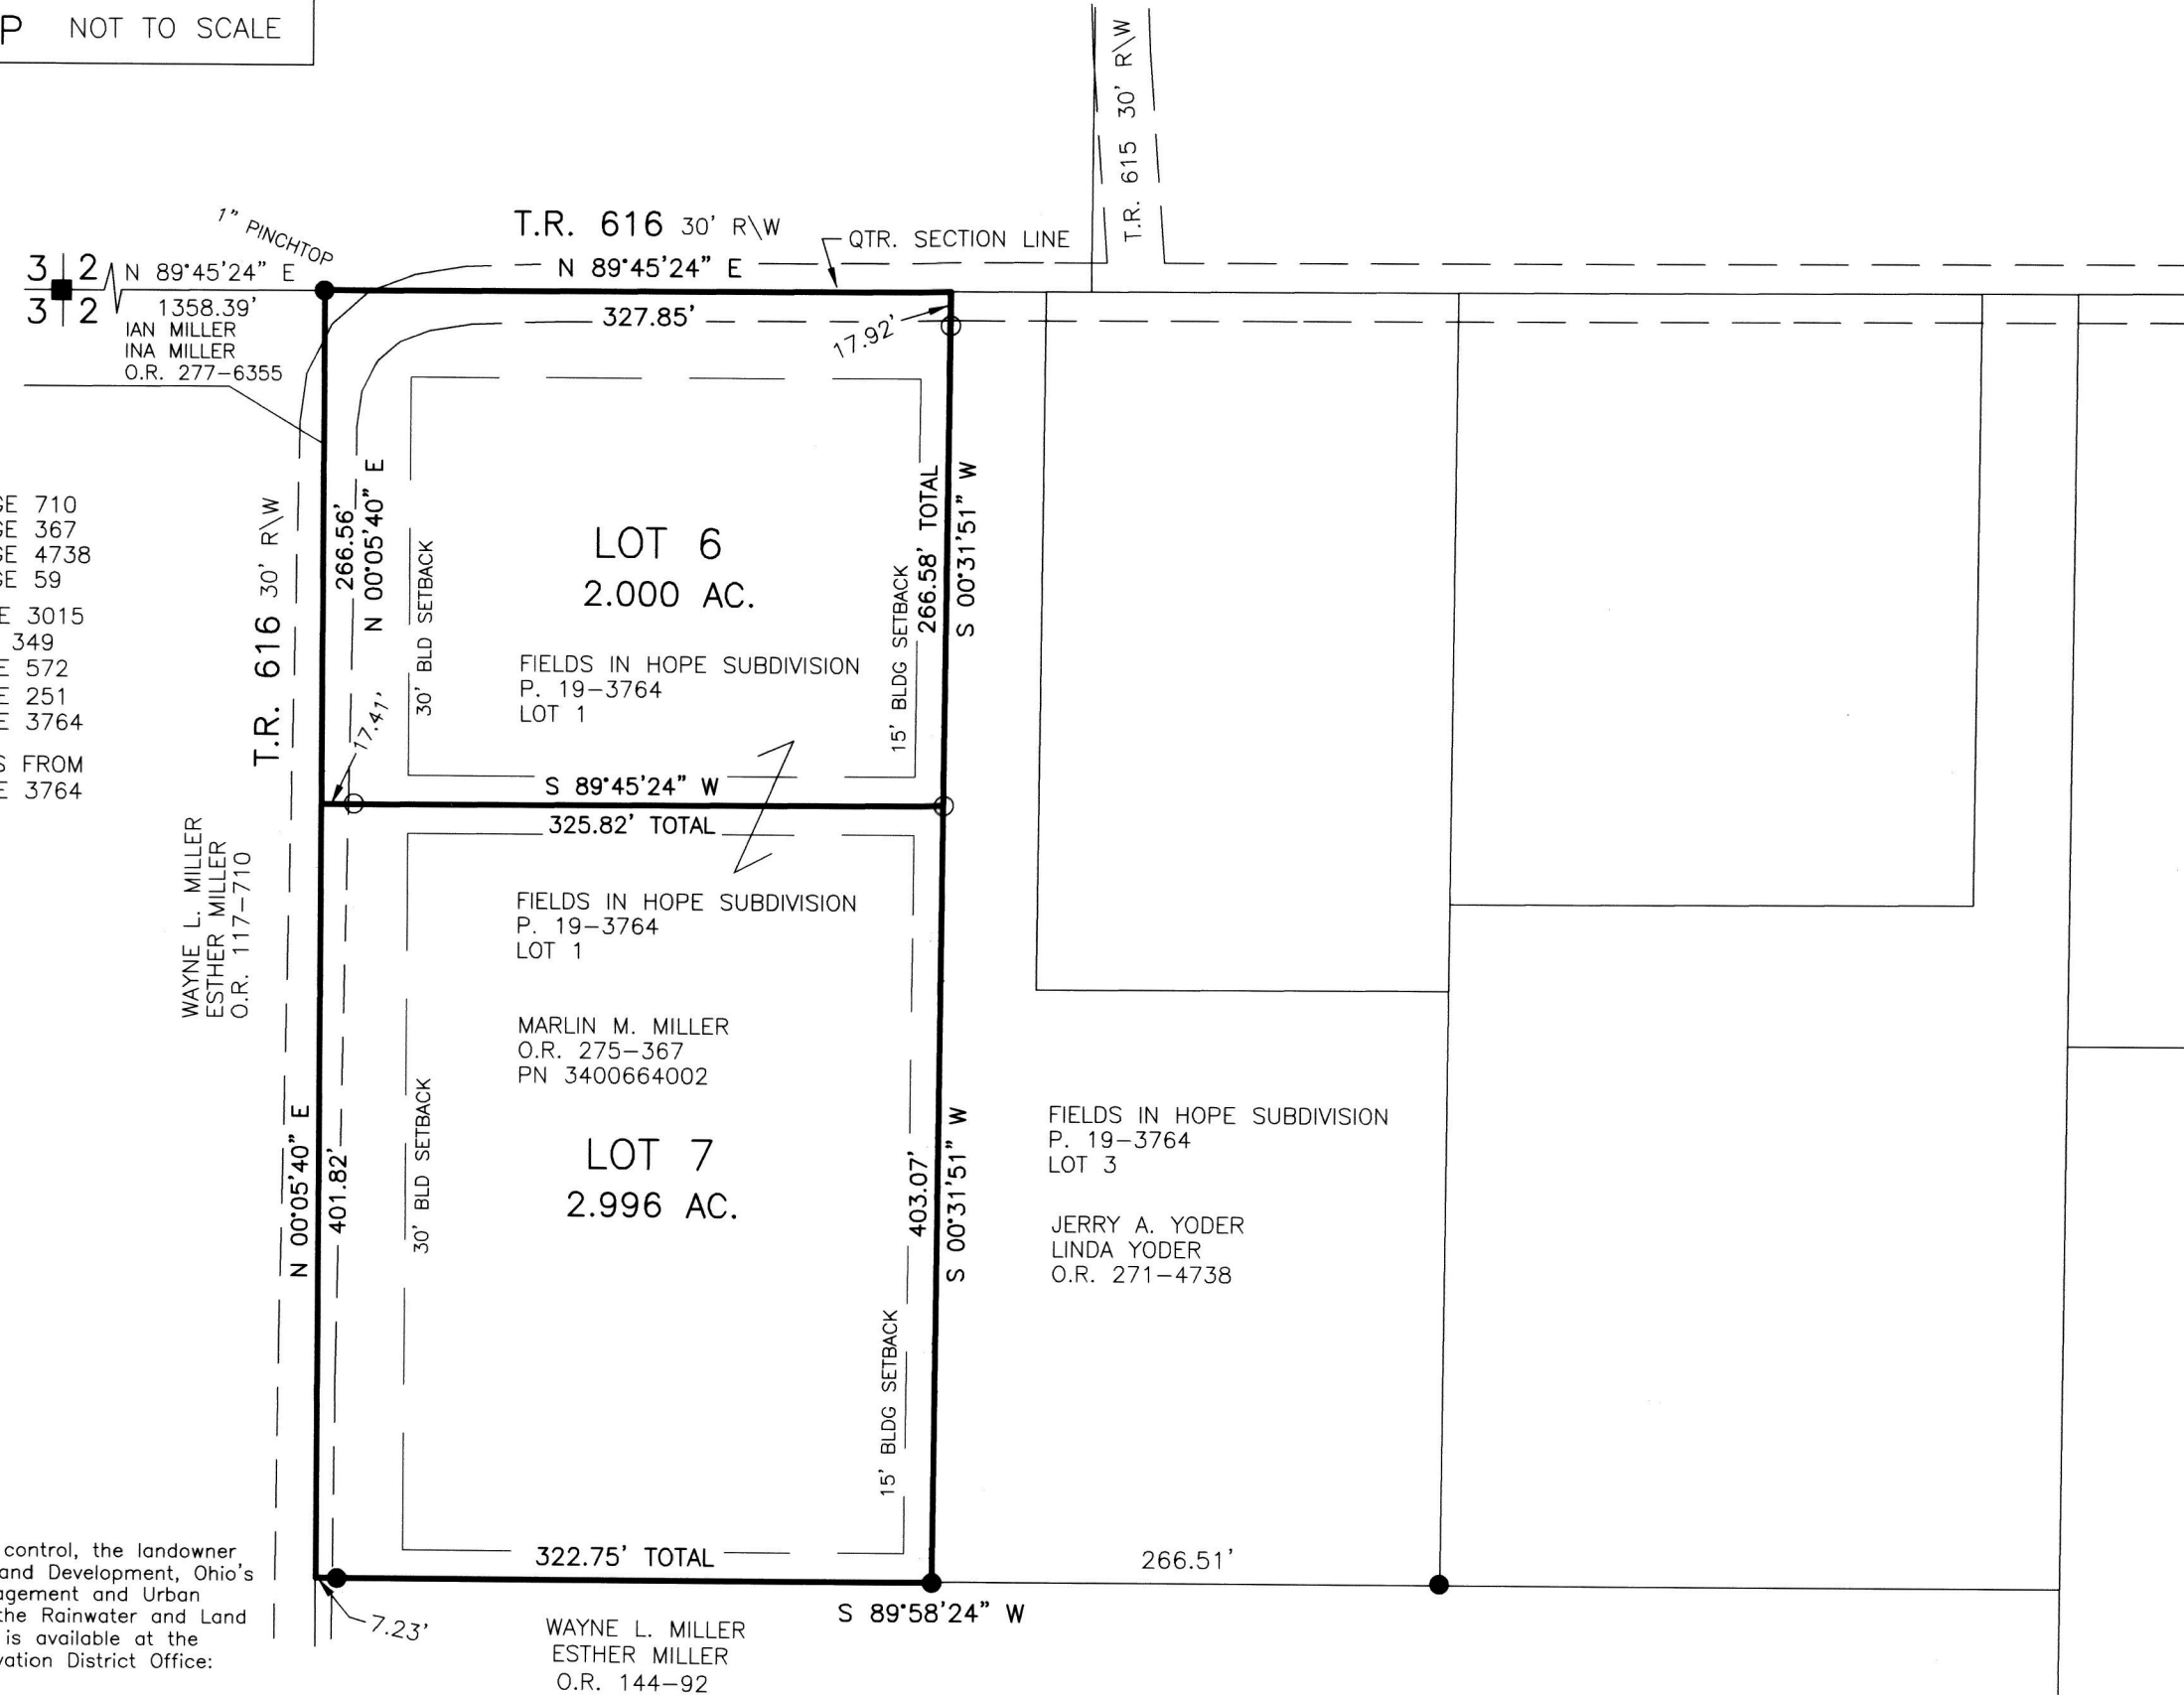 P NOT TO SCALE
T.R. 615 30' R\W
1" PINCHTOP
T.R. 616 30' R\W
QTR. SECTION LINE
3 2
3 2
N 89°45'24" E
1358.39'
IAN MILLER
INA MILLER
O.R. 277-6355
N 89°45'24" E
327.85'
17.92'
GE 710
GE 367
GE 4738
GE 59
E 3015
349
E 572
E 251
E 3764
S FROM
E 3764
T.R. 616 30' R\W
266.56'
N 00°05'40" E
30' BLD SETBACK
LOT 6
2.000 AC.
FIELDS IN HOPE SUBDIVISION
P. 19-3764
LOT 1
15' BLDG SETBACK
266.58' TOTAL
S 00°31'51" W
17.41'
S 89°45'24" W
325.82' TOTAL
WAYNE L. MILLER
ESTHER MILLER
O.R. 117-710
FIELDS IN HOPE SUBDIVISION
P. 19-3764
LOT 1
MARLIN M. MILLER
O.R. 275-367
PN 3400664002
N 00°05'40" E
401.82'
30' BLD SETBACK
LOT 7
2.996 AC.
403.07'
S 00°31'51" W
15' BLDG SETBACK
FIELDS IN HOPE SUBDIVISION
P. 19-3764
LOT 3
JERRY A. YODER
LINDA YODER
O.R. 271-4738
322.75' TOTAL
266.51'
S 89°58'24" W
7.23'
WAYNE L. MILLER
ESTHER MILLER
O.R. 144-92
control, the landowner
and Development, Ohio's
agement and Urban
the Rainwater and Land
is available at the
vation District Office: